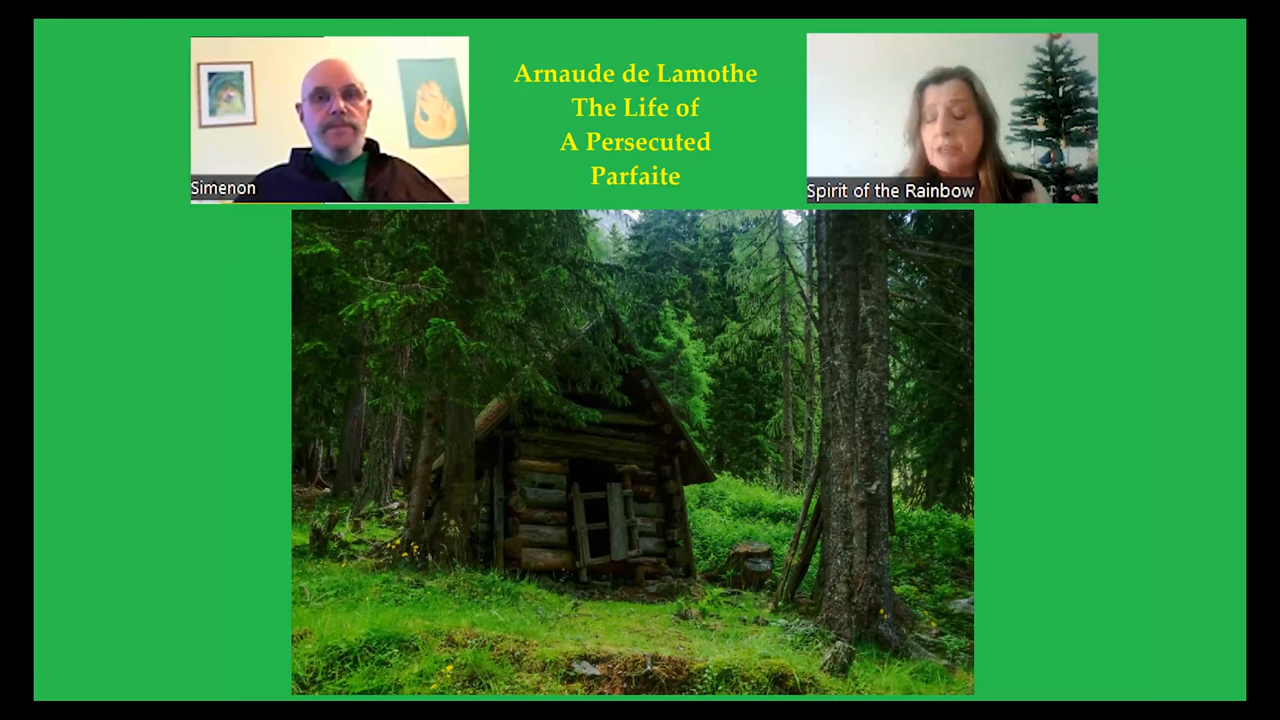 Arnaude de Lamothe
The Life of
A Persecuted
Parfaite
Simenon
Spirit of the Rainbow